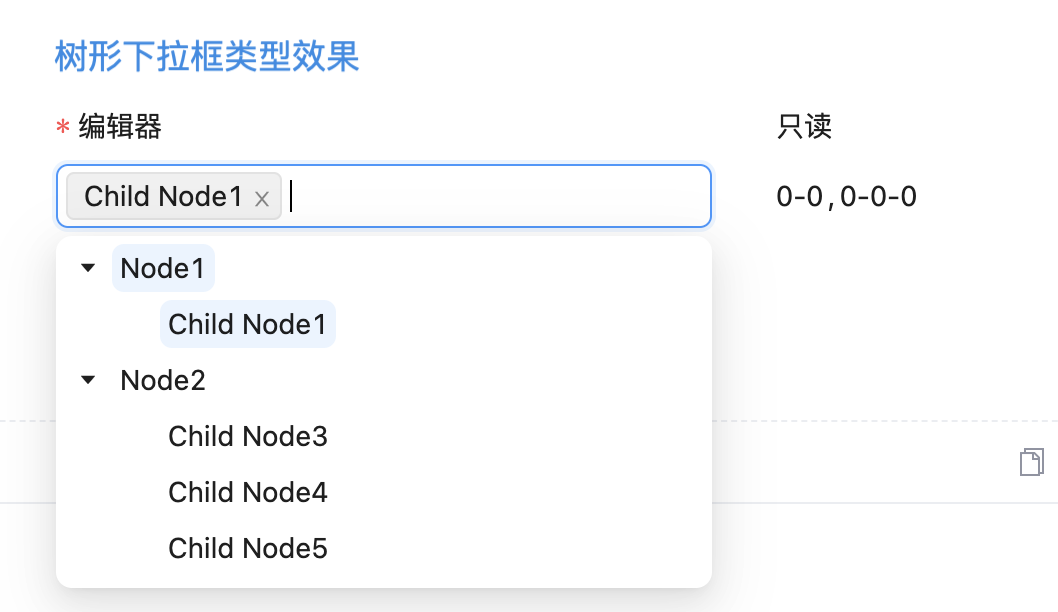 树形下拉框类型效果
* 编辑器
只读
Child Node1 ×
0-0,0-0-0
Node1
Child Node1
Node2
Child Node3
Child Node4
Child Node5